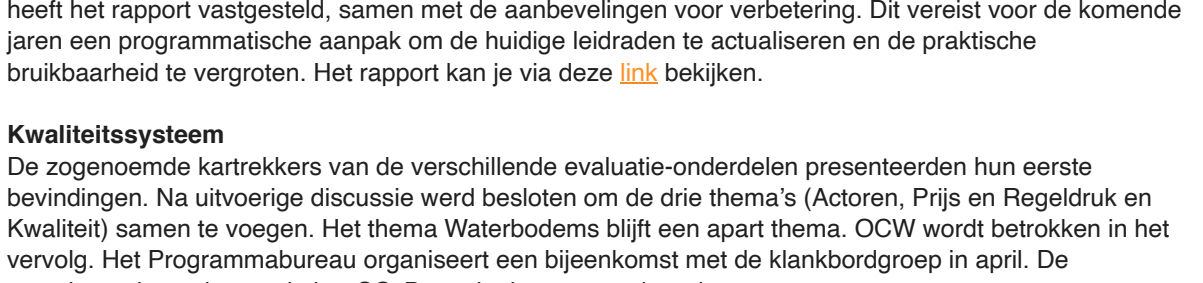 heeft het rapport vastgesteld, samen met de aanbevelingen voor verbetering. Dit vereist voor de komende
jaren een programmatische aanpak om de huidige leidraden te actualiseren en de praktische
bruikbaarheid te vergroten. Het rapport kan je via deze link bekijken.
Kwaliteitssysteem
De zogenoemde kartrekkers van de verschillende evaluatie-onderdelen presenteerden hun eerste
bevindingen. Na uitvoerige discussie werd besloten om de drie thema's (Actoren, Prijs en Regeldruk en
Kwaliteit) samen te voegen. Het thema Waterbodems blijft een apart thema. OCW wordt betrokken in het
vervolg. Het Programmabureau organiseert een bijeenkomst met de klankbordgroep in april. De